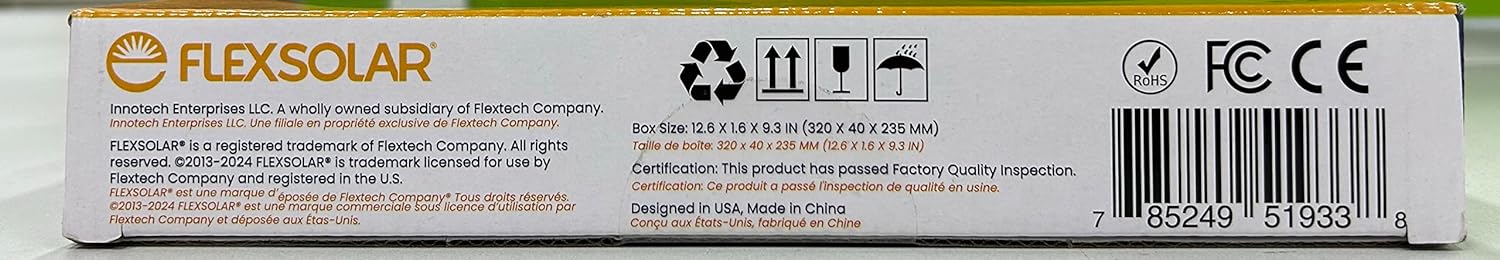 FLEXSOLAR®
Innotech Enterprises LLC. A wholly owned subsidiary of Flextech Company.
Innotech Enterprises LLC. Une filiale en propriété exclusive de Flextech Company.
FLEXSOLAR® is a registered trademark of Flextech Company. All rights
reserved. ©2013-2024 FLEXSOLAR® is trademark licensed for use by
Flextech Company and registered in the U.S.
FLEXSOLAR® est une marque d'époseé de Flextech Company® Tous droits réservés.
©2013-2024 FLEXSOLAR® est une marque commerciale sous licence d'utilisation par
Flextech Company et déposée aux États-Unis.
Box Size: 12.6 X 1.6 X 9.3 IN (320 X 40 X 235 MM)
Taille de boîte: 320 x 40 x 235 MM (12.6 X 1.6 X 9.3 IN)
Certification: This product has passed Factory Quality Inspection.
Certification: Ce produit a passé l'inspection de qualité en usine.
Designed in USA, Made in China
Conçu aux États-Unis, fabriqué en Chine
RoHS
FC CE
7 85249 51933 8